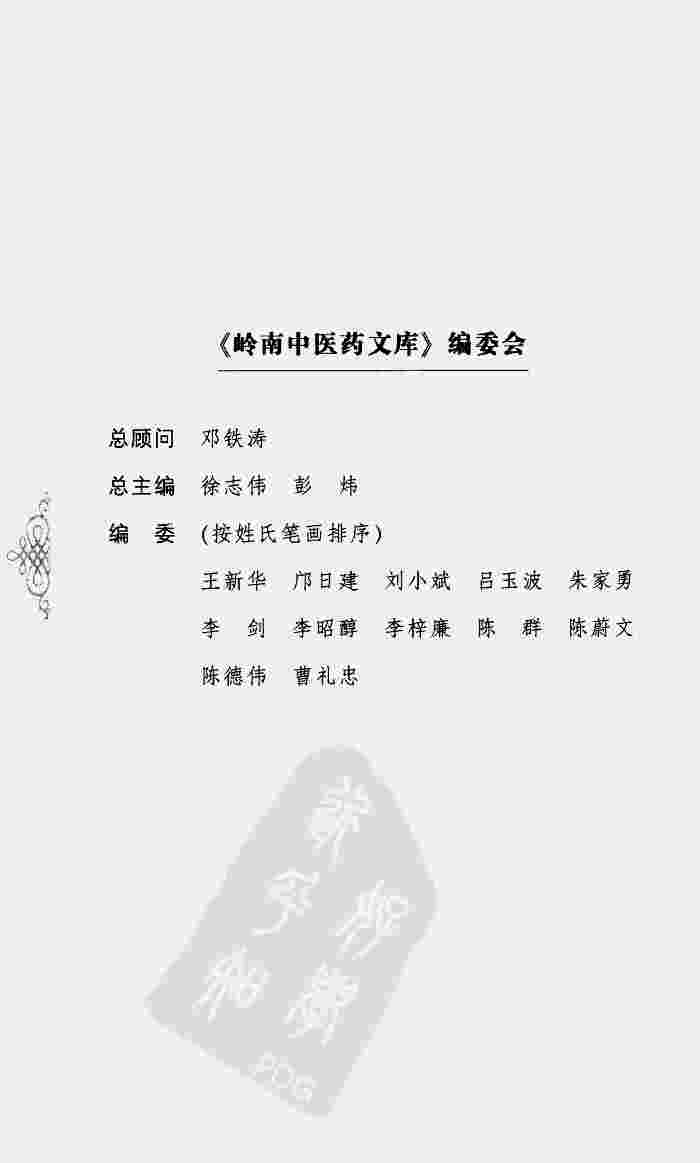 《岭南中医药文库》编委会
总顾问 邓铁涛
总主编 徐志伟 彭 炜
编 委 (按姓氏笔画排序)
王新华 邝日建 刘小斌 吕玉波 朱家勇
李 剑 李昭醇 李梓廉 陈 群 陈蔚文
陈德伟 曹礼忠
PDG